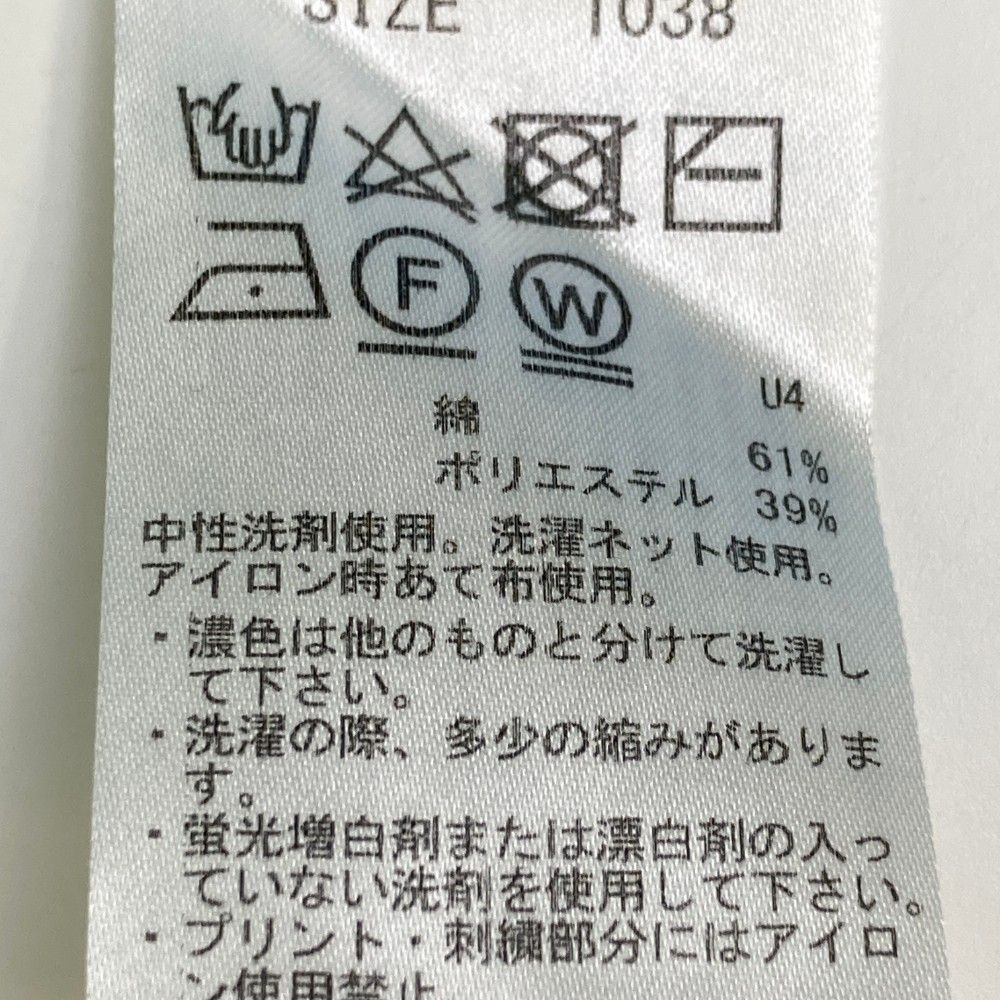 SIZE 1038
F W
U4
綿 61%
ポリエステル 39%
中性洗剤使用。洗濯ネット使用。
アイロン時あて布使用。
・濃色は他のものと分けて洗濯し
て下さい。
・洗濯の際、多少の縮みがありま
す。
・蛍光増白剤または漂白剤の入っ
ていない洗剤を使用して下さい。
・プリント・刺繍部分にはアイロ
ン使用禁止